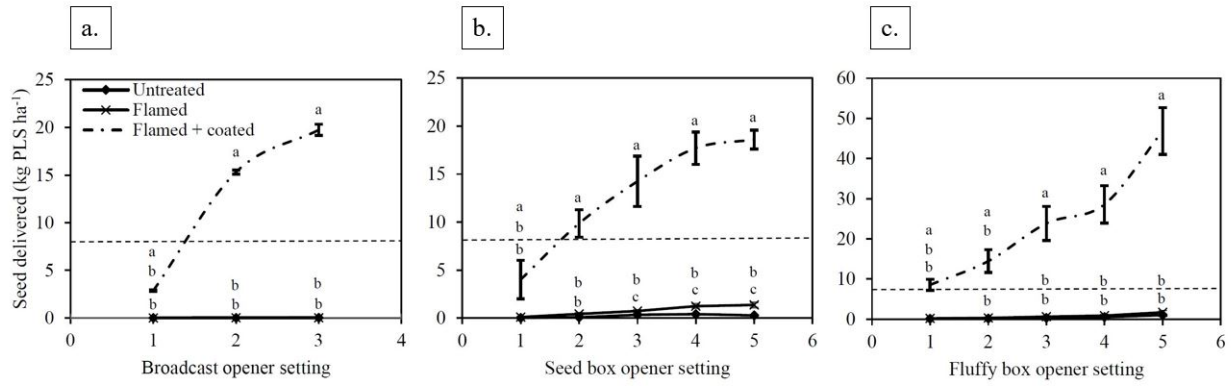 a.
b.
c.
Seed delivered (kg PLS ha⁻¹)
25
20
15
10
5
0
Untreated
Flamed
Flamed + coated
a
a
a
b
b
b
b
b
b
0 1 2 3 4
Broadcast opener setting
25
20
15
10
5
0
a
b
b
a
b
b
a
b
c
a
b
c
a
b
c
0 1 2 3 4 5 6
Seed box opener setting
60
50
40
30
20
10
0
a
b
b
a
b
b
a
b
b
a
b
b
a
b
b
0 1 2 3 4 5 6
Fluffy box opener setting